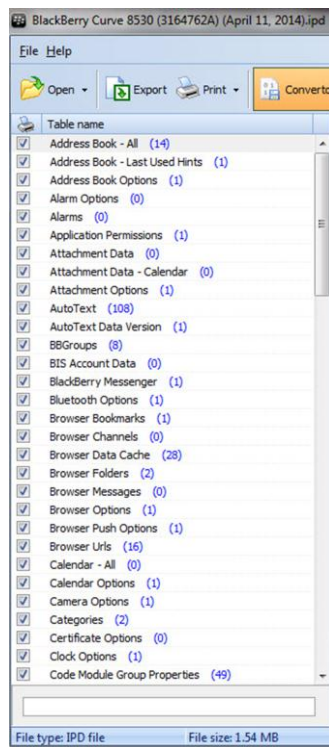 BlackBerry Curve 8530 (3164762A) (April 11, 2014).ipd
File Help
Open Export Print Converto
Table name
Address Book - All (14)
Address Book - Last Used Hints (1)
Address Book Options (1)
Alarm Options (0)
Alarms (0)
Application Permissions (1)
Attachment Data (0)
Attachment Data - Calendar (0)
Attachment Options (1)
AutoText (108)
AutoText Data Version (1)
BBGroups (8)
BIS Account Data (0)
BlackBerry Messenger (1)
Bluetooth Options (1)
Browser Bookmarks (1)
Browser Channels (0)
Browser Data Cache (28)
Browser Folders (2)
Browser Messages (0)
Browser Options (1)
Browser Push Options (1)
Browser Urls (16)
Calendar - All (0)
Calendar Options (1)
Camera Options (1)
Categories (2)
Certificate Options (0)
Clock Options (1)
Code Module Group Properties (49)
File type: IPD file File size: 1.54 MB